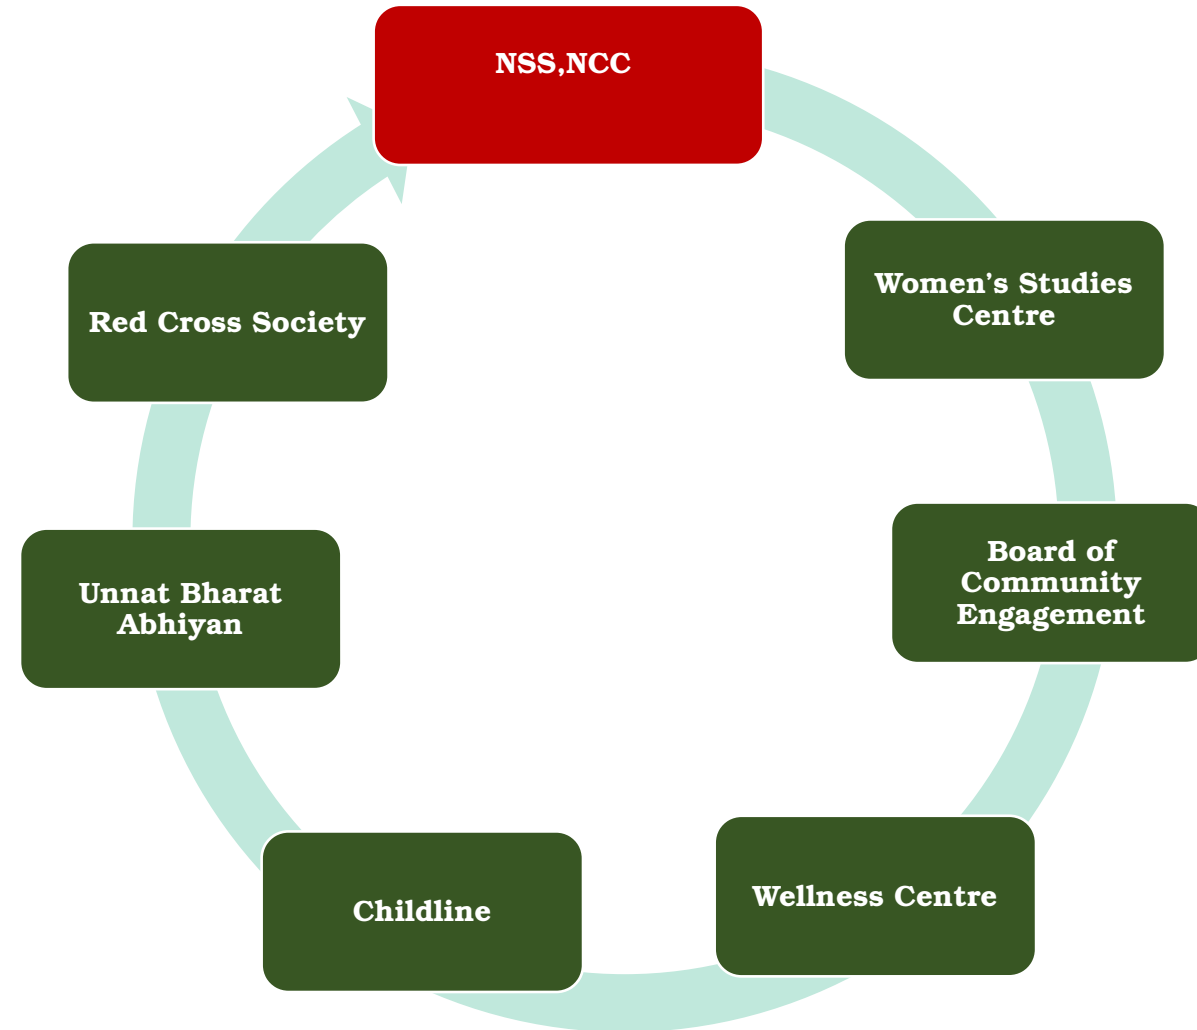 NSS,NCC
Women's Studies
Centre
Board of
Community
Engagement
Wellness Centre
Childline
Unnat Bharat
Abhiyan
Red Cross Society